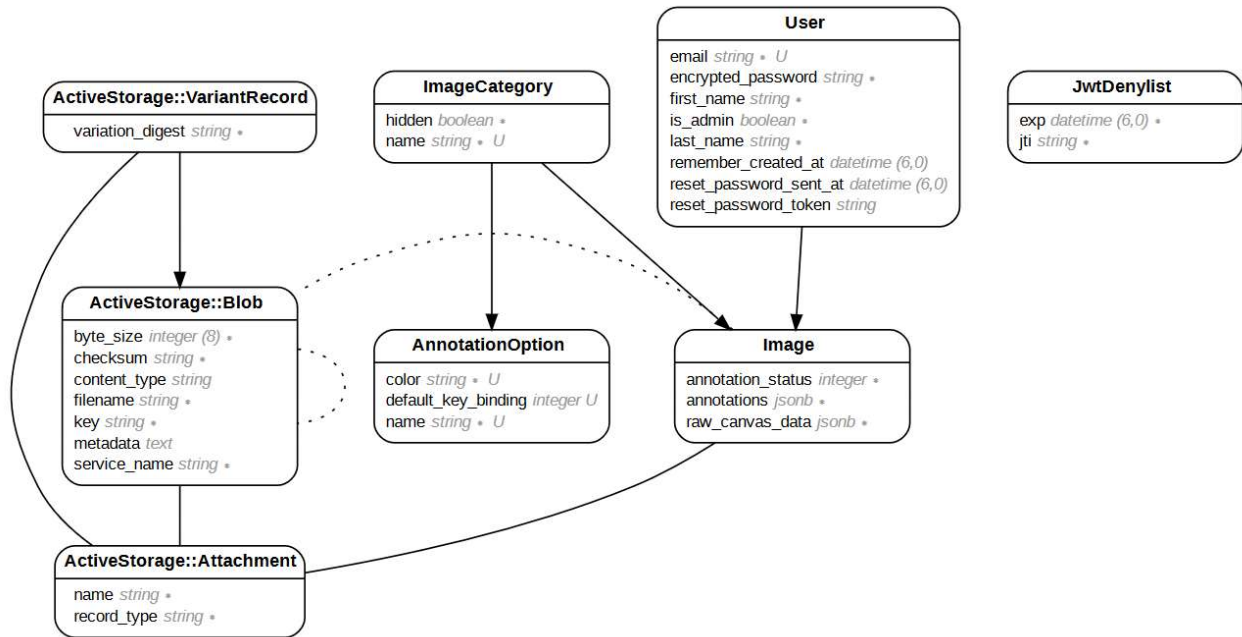 User
email string • U
encrypted_password string •
first_name string •
is_admin boolean •
last_name string •
remember_created_at datetime (6,0)
reset_password_sent_at datetime (6,0)
reset_password_token string
ActiveStorage::VariantRecord
variation_digest string •
ImageCategory
hidden boolean •
name string • U
JwtDenylist
exp datetime (6,0) •
jti string •
ActiveStorage::Blob
byte_size integer (8) •
checksum string •
content_type string
filename string •
key string •
metadata text
service_name string •
AnnotationOption
color string • U
default_key_binding integer U
name string • U
Image
annotation_status integer •
annotations jsonb •
raw_canvas_data jsonb •
ActiveStorage::Attachment
name string •
record_type string •